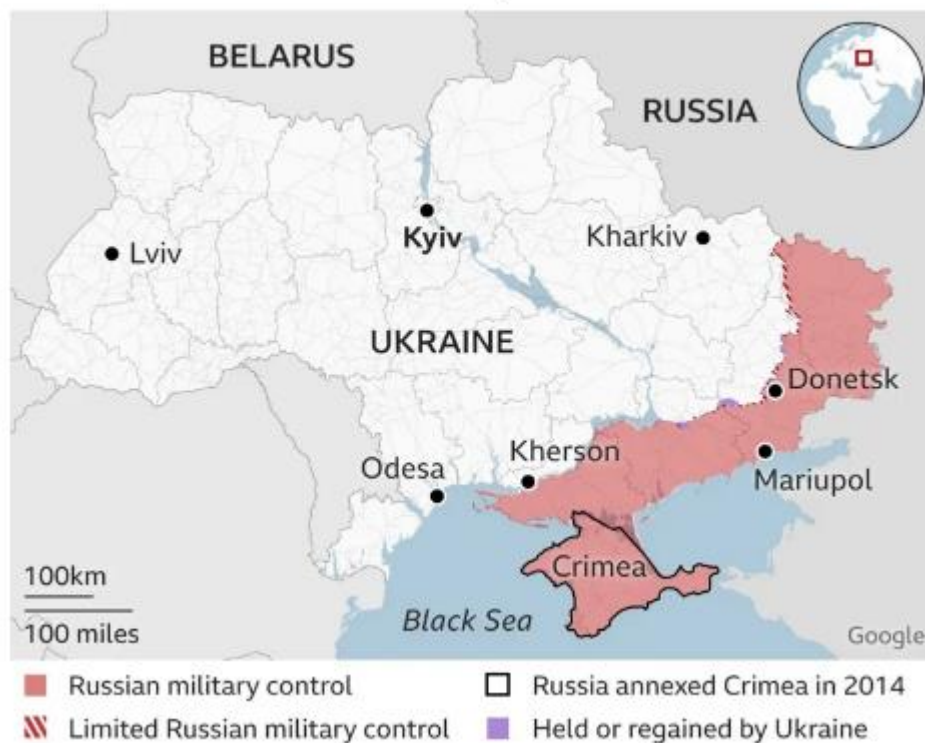 BELARUS
RUSSIA
Lviv
Kyiv
Kharkiv
UKRAINE
Donetsk
Kherson
Odesa
Mariupol
Crimea
100km
100 miles
Black Sea
Google
Russian military control
Russia annexed Crimea in 2014
Limited Russian military control
Held or regained by Ukraine